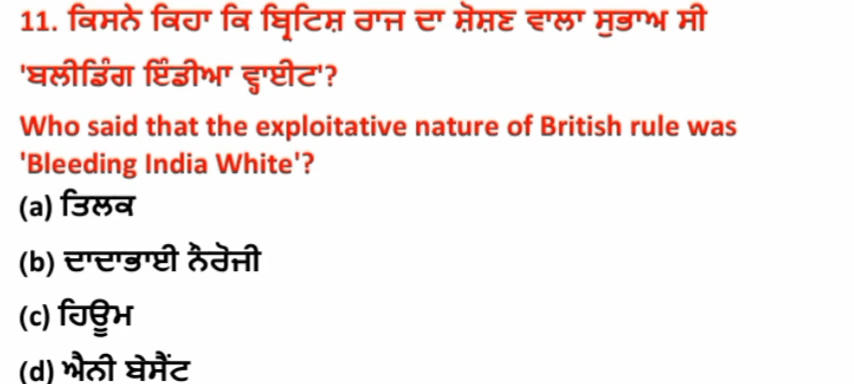 11. ਕਿਸਨੇ ਕਿਹਾ ਕਿ ਬ੍ਰਿਟਿਸ਼ ਰਾਜ ਦਾ ਸ਼ੋਸ਼ਣ ਵਾਲਾ ਸੁਭਾਅ ਸੀ
'ਬਲੀਡਿੰਗ ਇੰਡੀਆ ਵ੍ਹਾਈਟ'?
Who said that the exploitative nature of British rule was
'Bleeding India White'?
(a) ਤਿਲਕ
(b) ਦਾਦਾਭਾਈ ਨੌਰੋਜੀ
(c) ਹਿਊਮ
(d) ਐਨੀ ਬੇਸੈਂਟ